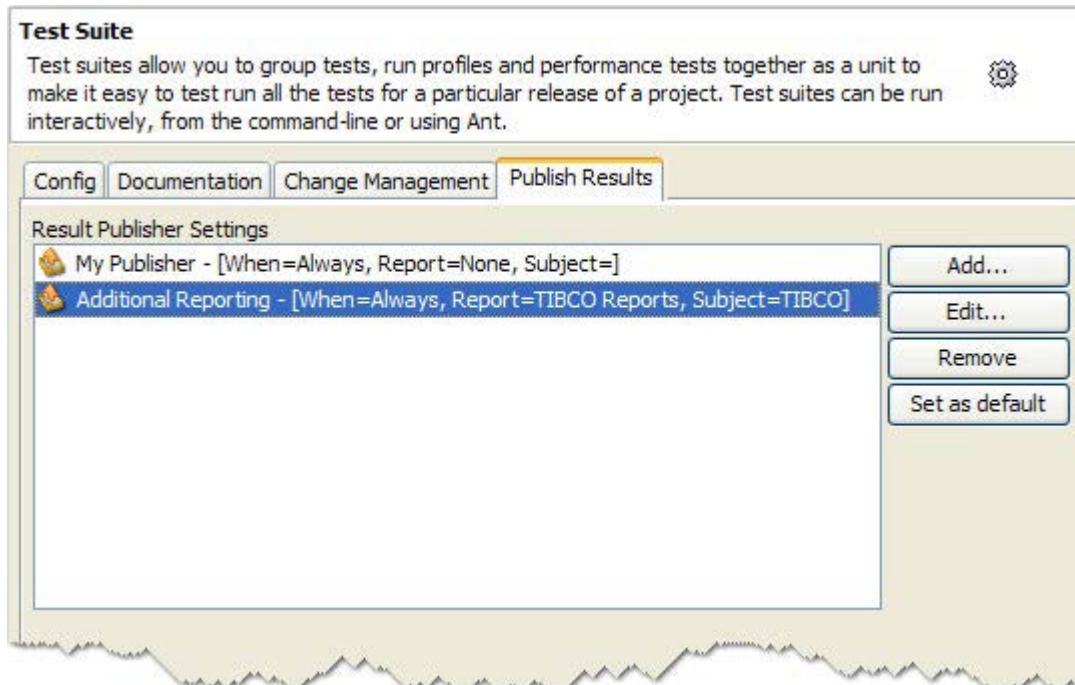 Test Suite
Test suites allow you to group tests, run profiles and performance tests together as a unit to
make it easy to test run all the tests for a particular release of a project. Test suites can be run
interactively, from the command-line or using Ant.
Config Documentation Change Management Publish Results
Result Publisher Settings
My Publisher - [When=Always, Report=None, Subject=]
Additional Reporting - [When=Always, Report=TIBCO Reports, Subject=TIBCO]
Add...
Edit...
Remove
Set as default